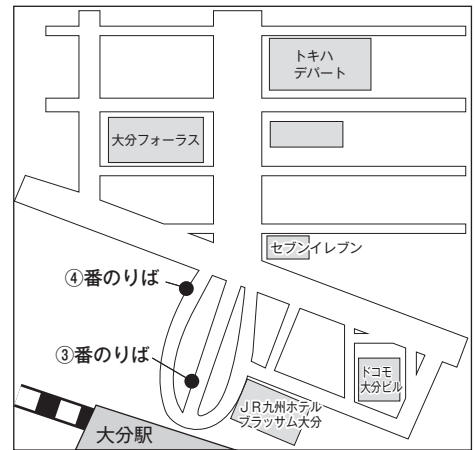 トキハ
デパート
大分フォーラス
セブンイレブン
④番のりば
③番のりば
ドコモ
大分ビル
ＪＲ九州ホテル
ブラッサム大分
大分駅